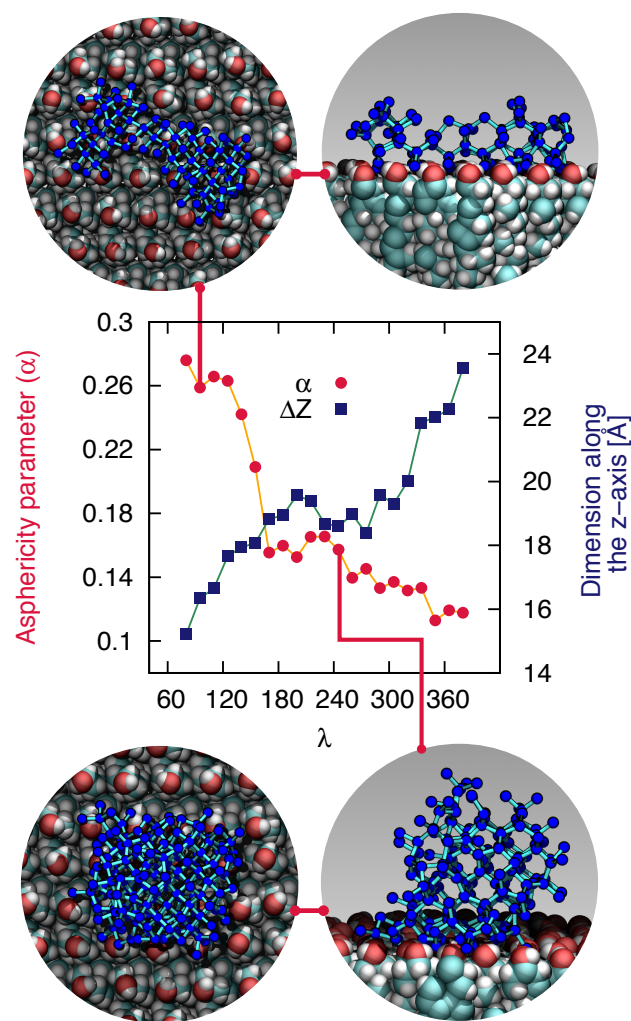 0.3
0.26
0.22
0.18
0.14
0.1
Asphericity parameter (α)
α
ΔZ
24
22
20
18
16
14
Dimension along
the z−axis [Å]
60 120 180 240 300 360
λ